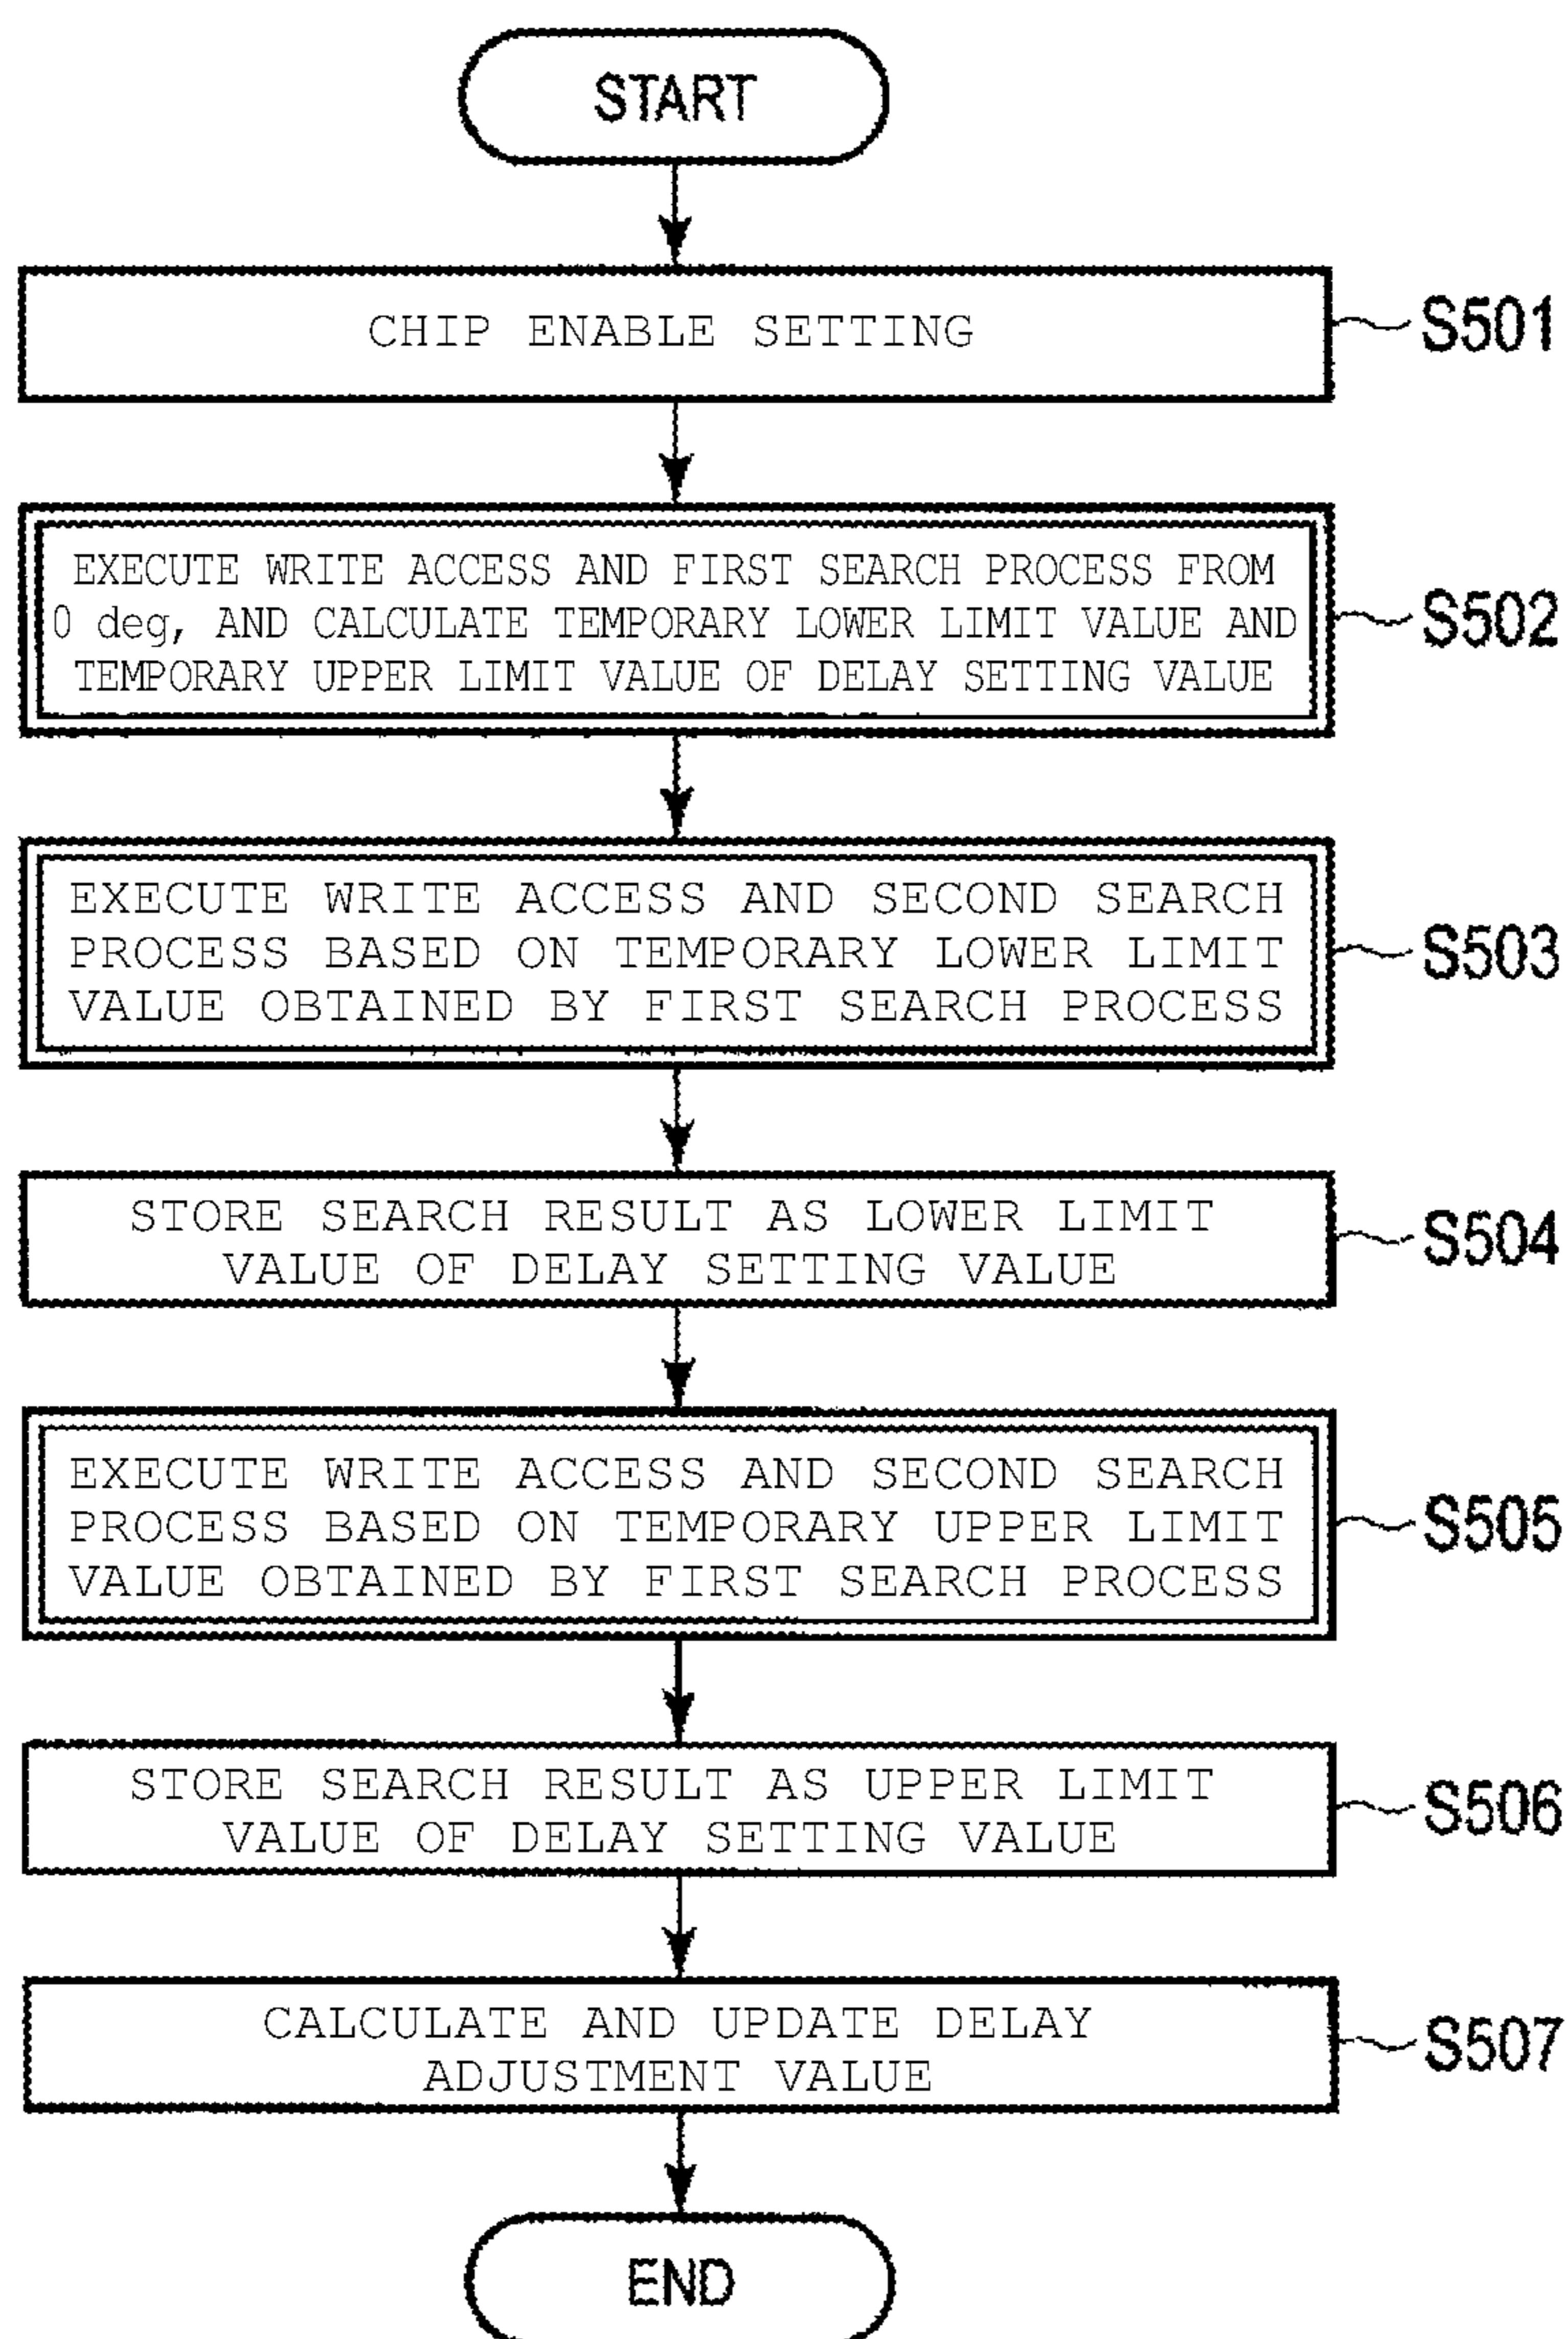 START
CHIP ENABLE SETTING
S501
EXECUTE WRITE ACCESS AND FIRST SEARCH PROCESS FROM
0 deg, AND CALCULATE TEMPORARY LOWER LIMIT VALUE AND
TEMPORARY UPPER LIMIT VALUE OF DELAY SETTING VALUE
S502
EXECUTE WRITE ACCESS AND SECOND SEARCH
PROCESS BASED ON TEMPORARY LOWER LIMIT
VALUE OBTAINED BY FIRST SEARCH PROCESS
S503
STORE SEARCH RESULT AS LOWER LIMIT
VALUE OF DELAY SETTING VALUE
S504
EXECUTE WRITE ACCESS AND SECOND SEARCH
PROCESS BASED ON TEMPORARY UPPER LIMIT
VALUE OBTAINED BY FIRST SEARCH PROCESS
S505
STORE SEARCH RESULT AS UPPER LIMIT
VALUE OF DELAY SETTING VALUE
S506
CALCULATE AND UPDATE DELAY
ADJUSTMENT VALUE
S507
END